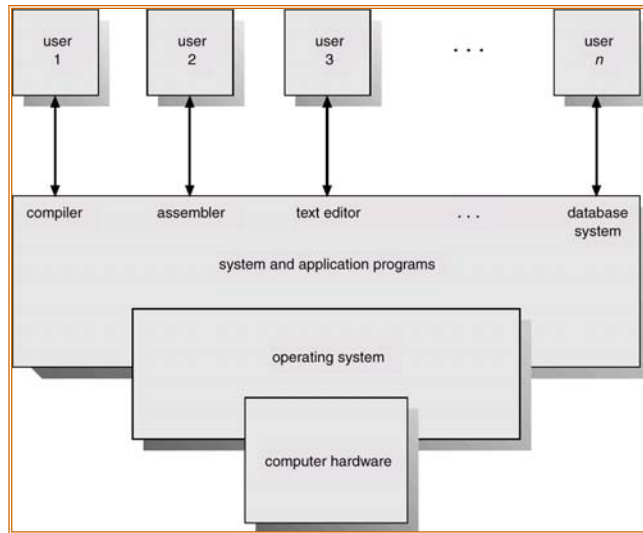 user
1
user
2
user
3
. . .
user
n
compiler
assembler
text editor
. . .
database
system
system and application programs
operating system
computer hardware